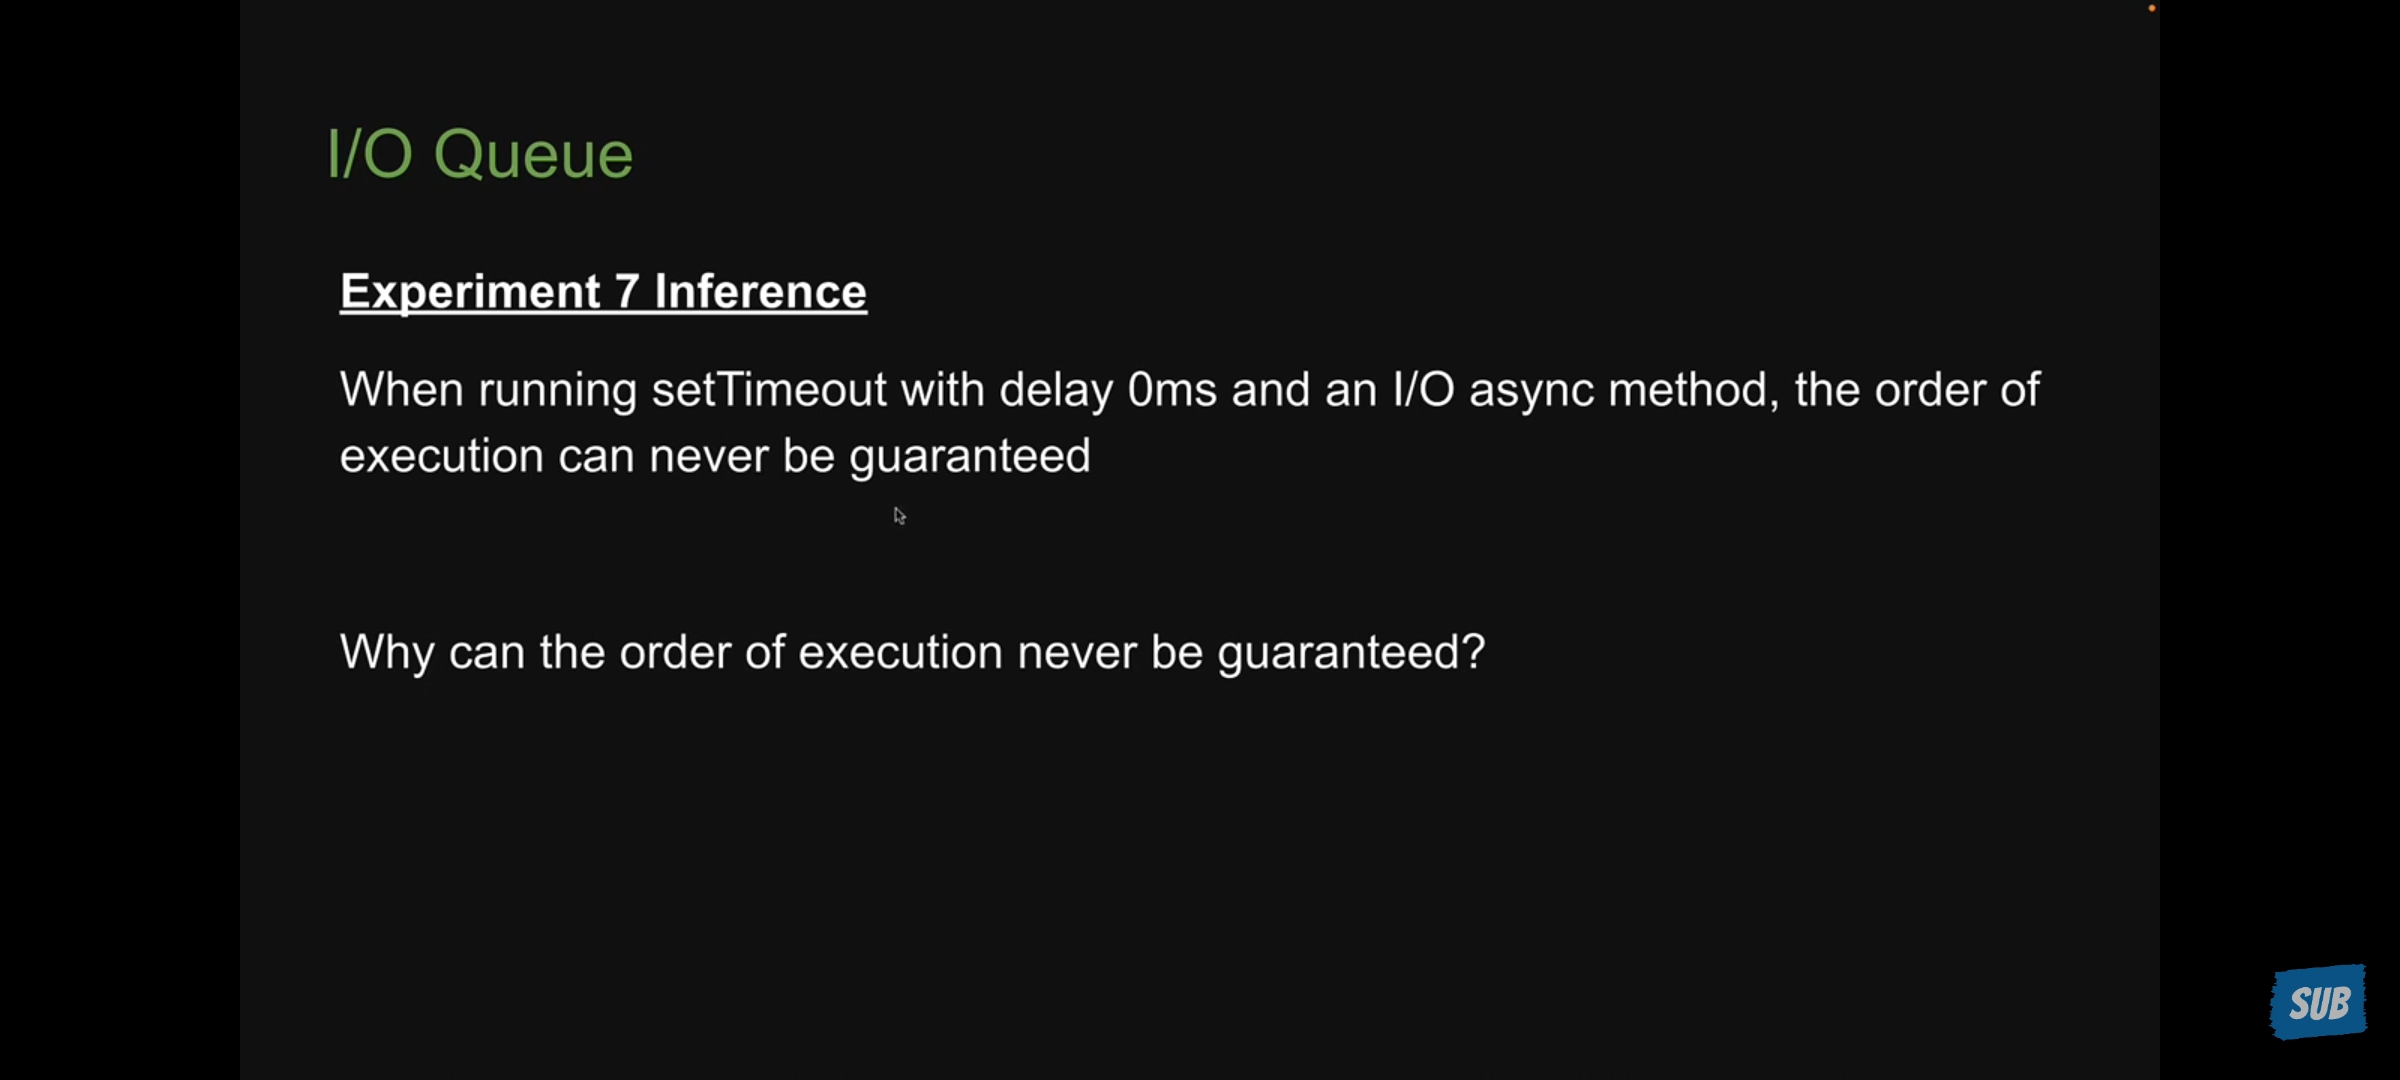 I/O Queue
Experiment 7 Inference
When running setTimeout with delay 0ms and an I/O async method, the order of
execution can never be guaranteed
Why can the order of execution never be guaranteed?
SUB